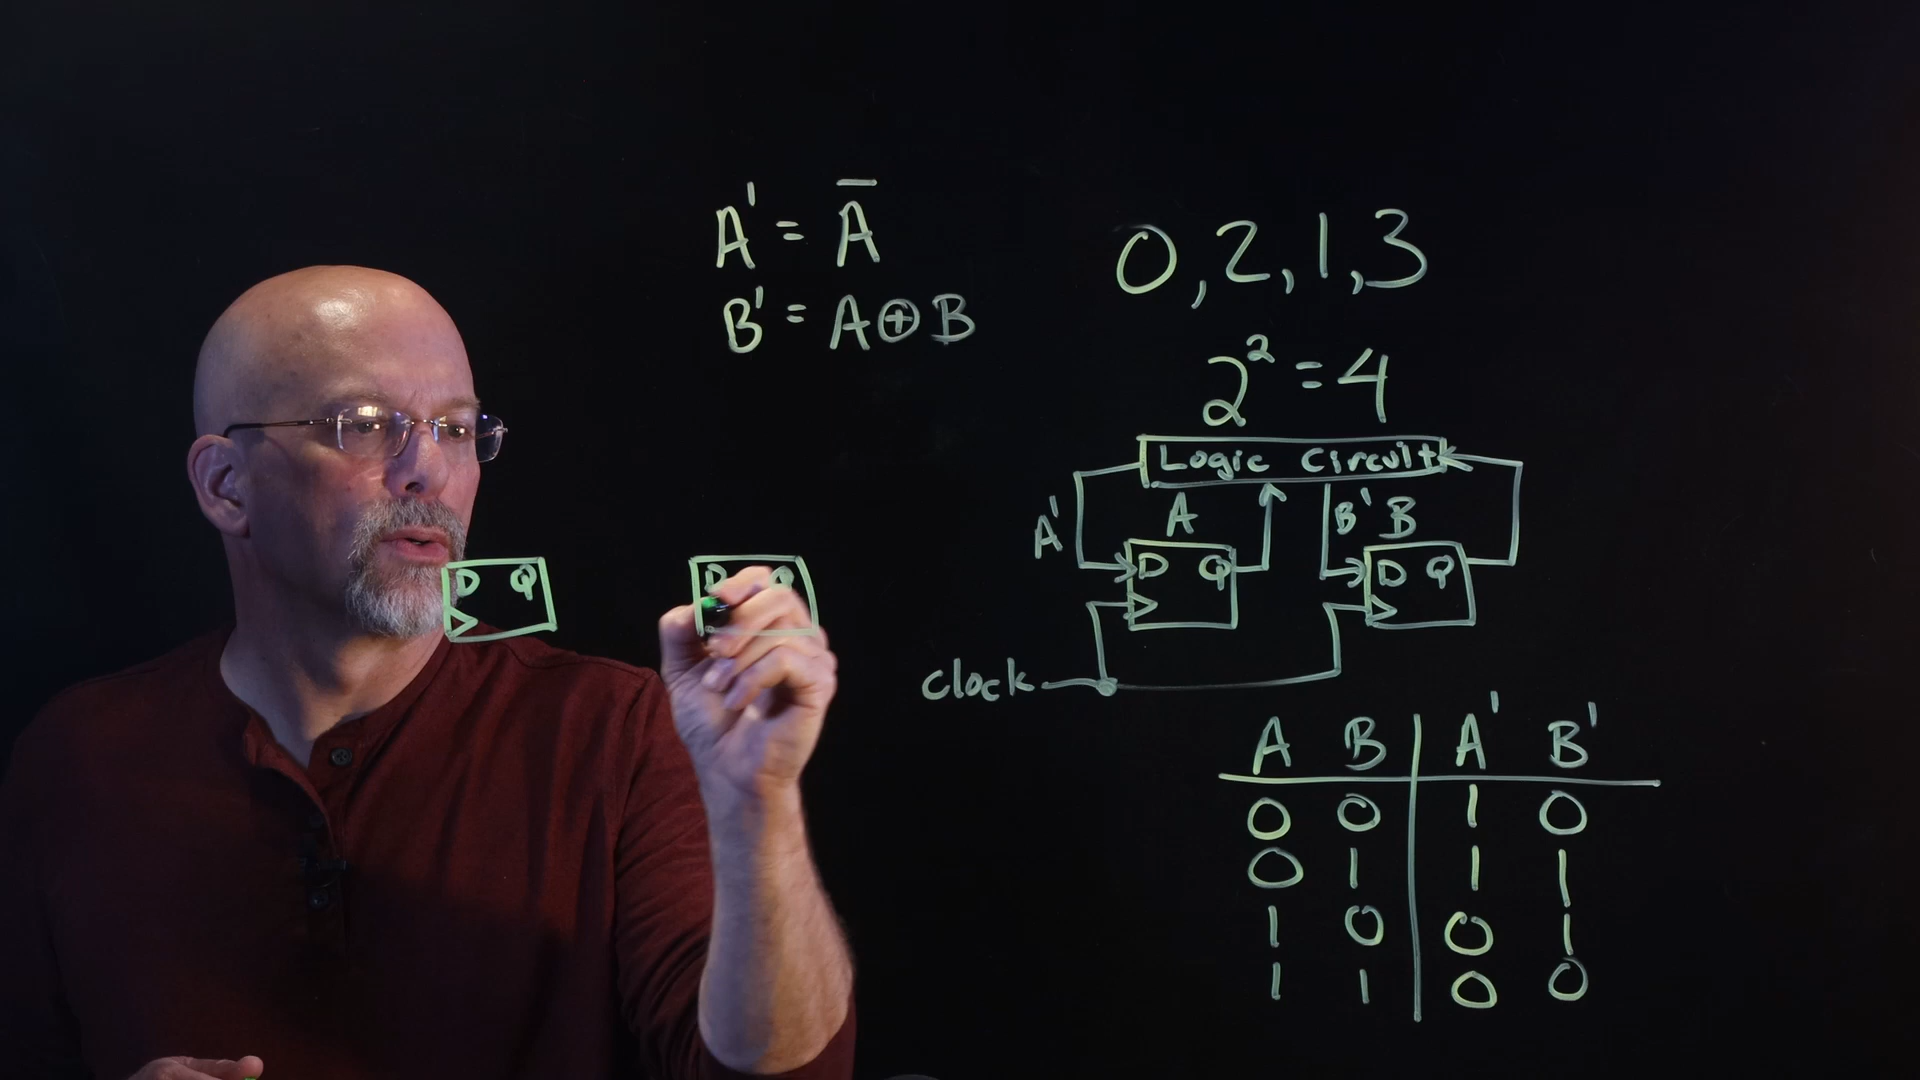 A' = A̅
B' = A⊕B
D Q
D Q
0, 2, 1, 3
2² = 4
Logic Circuit
A' A B' B
D Q D Q
Clock
A B A' B'
0 0 1 0
0 1 1 1
1 0 0 1
1 1 0 0